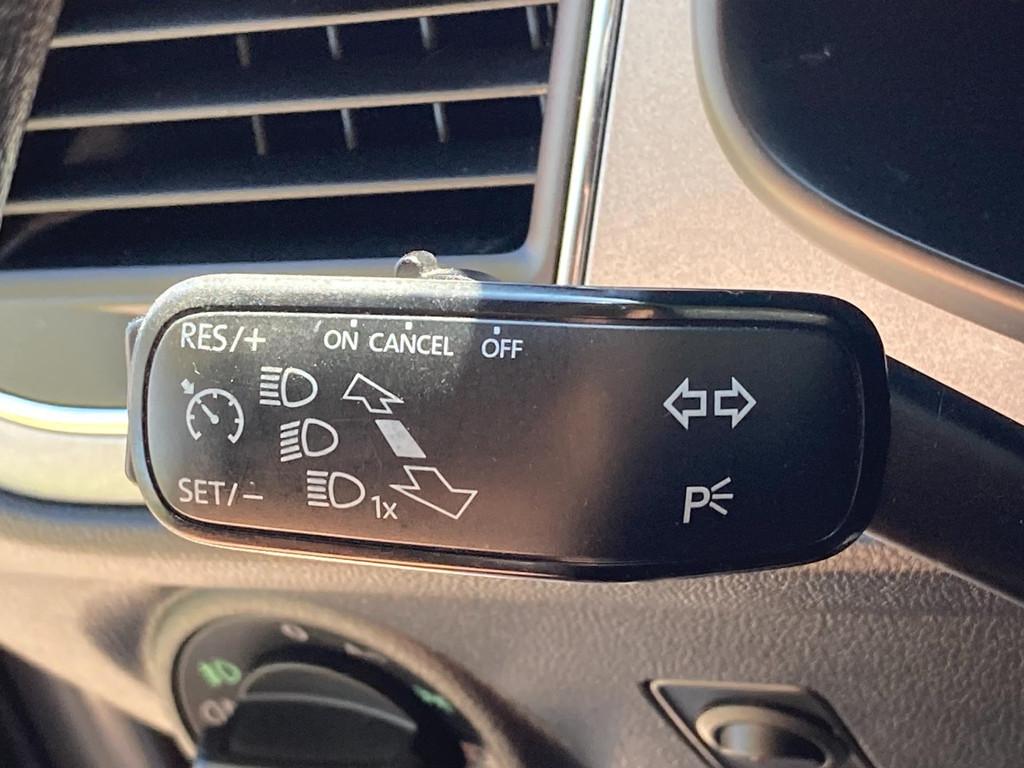 RES/+ ON CANCEL OFF
SET/− 1x P